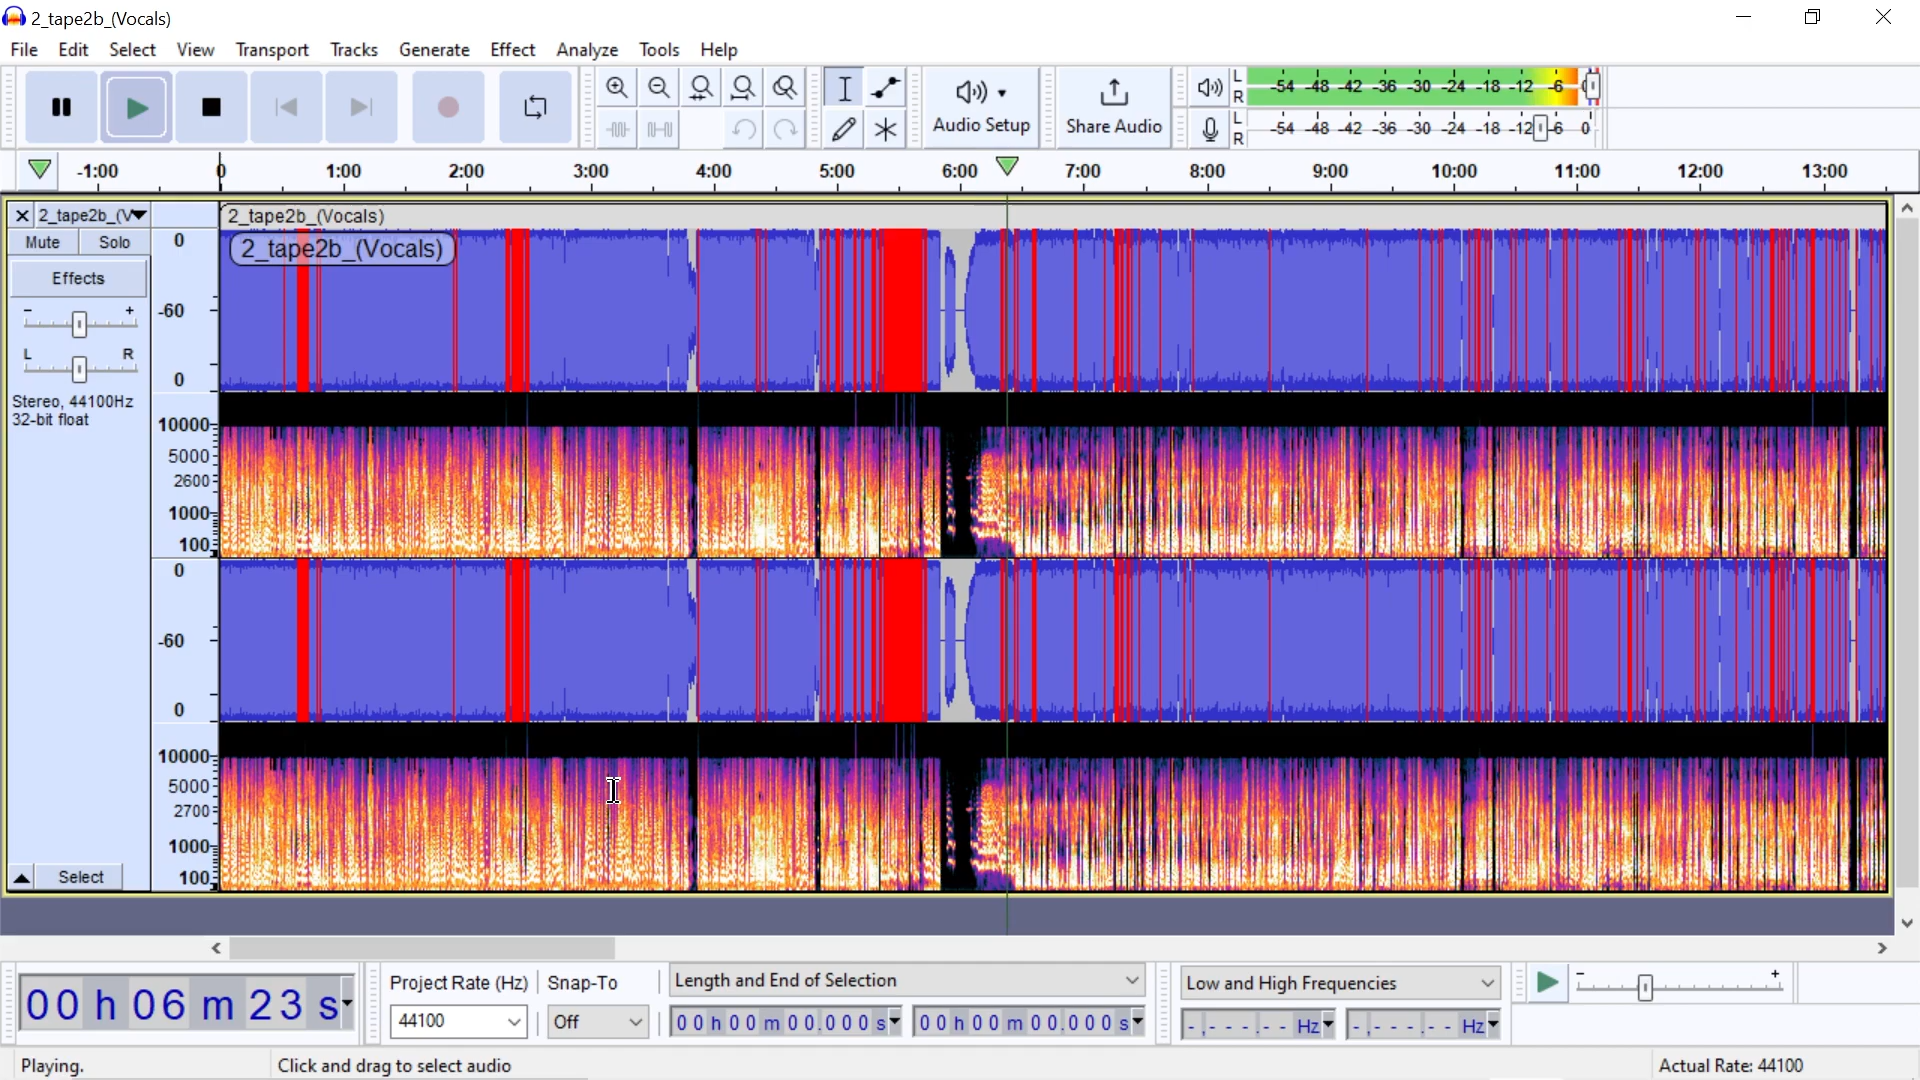 2_tape2b_(Vocals)
File Edit Select View Transport Tracks Generate Effect Analyze Tools Help
Audio Setup
Share Audio
L R -54 -48 -42 -36 -30 -24 -18 -12 -6 0
L R -54 -48 -42 -36 -30 -24 -18 -12 -6 0
-1:00 0 1:00 2:00 3:00 4:00 5:00 6:00 7:00 8:00 9:00 10:00 11:00 12:00 13:00
2_tape2b_(V
2_tape2b_(Vocals)
Mute Solo
2_tape2b_(Vocals)
Effects
- +
L R
Stereo, 44100Hz
32-bit float
Select
0
-60
0
10000
5000
2600
1000
100
0
-60
0
10000
5000
2700
1000
100
00 h 06 m 23 s
Project Rate (Hz)
44100
Snap-To
Off
Length and End of Selection
00 h 00 m 00.000 s
00 h 00 m 00.000 s
Low and High Frequencies
-,---.-- Hz
-,---.-- Hz
- +
Playing.
Click and drag to select audio
Actual Rate: 44100